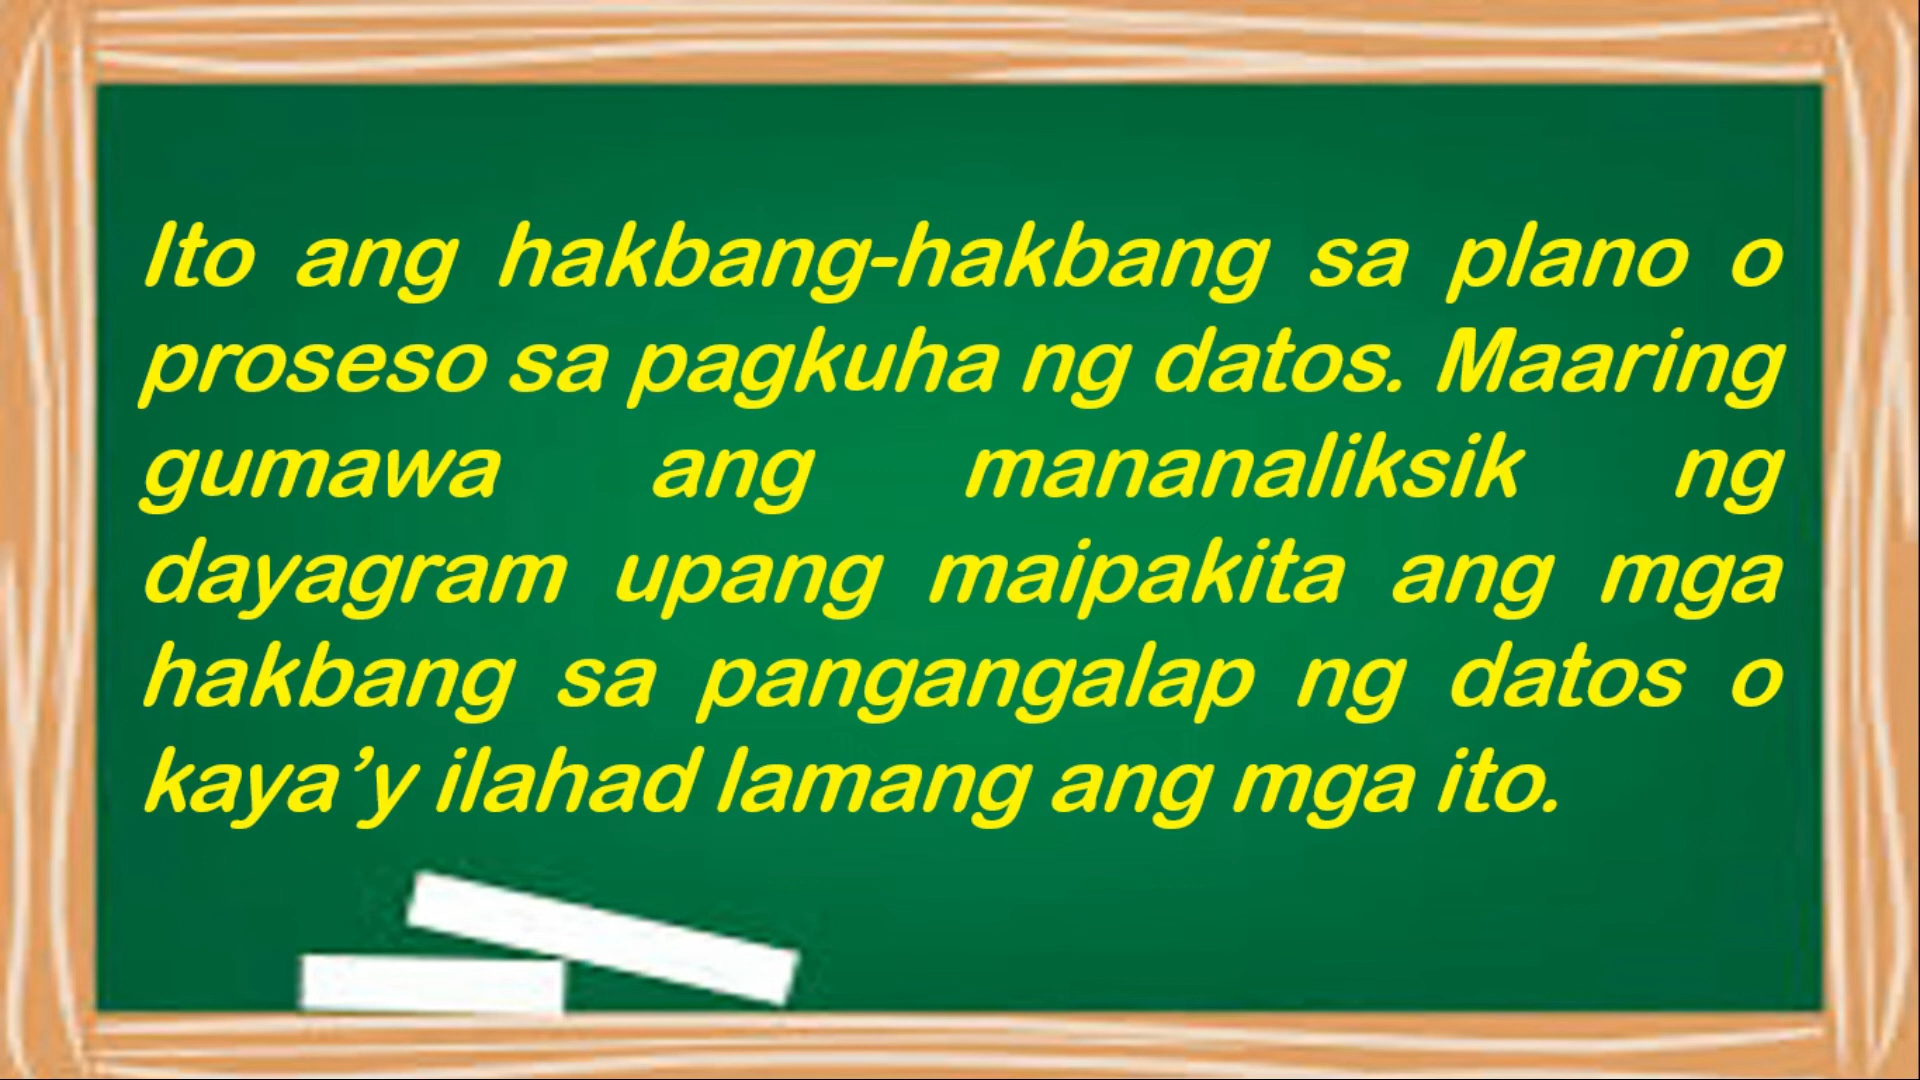 Ito ang hakbang-hakbang sa plano o
proseso sa pagkuha ng datos. Maaring
gumawa ang mananaliksik ng
dayagram upang maipakita ang mga
hakbang sa pangangalap ng datos o
kaya’y ilahad lamang ang mga ito.